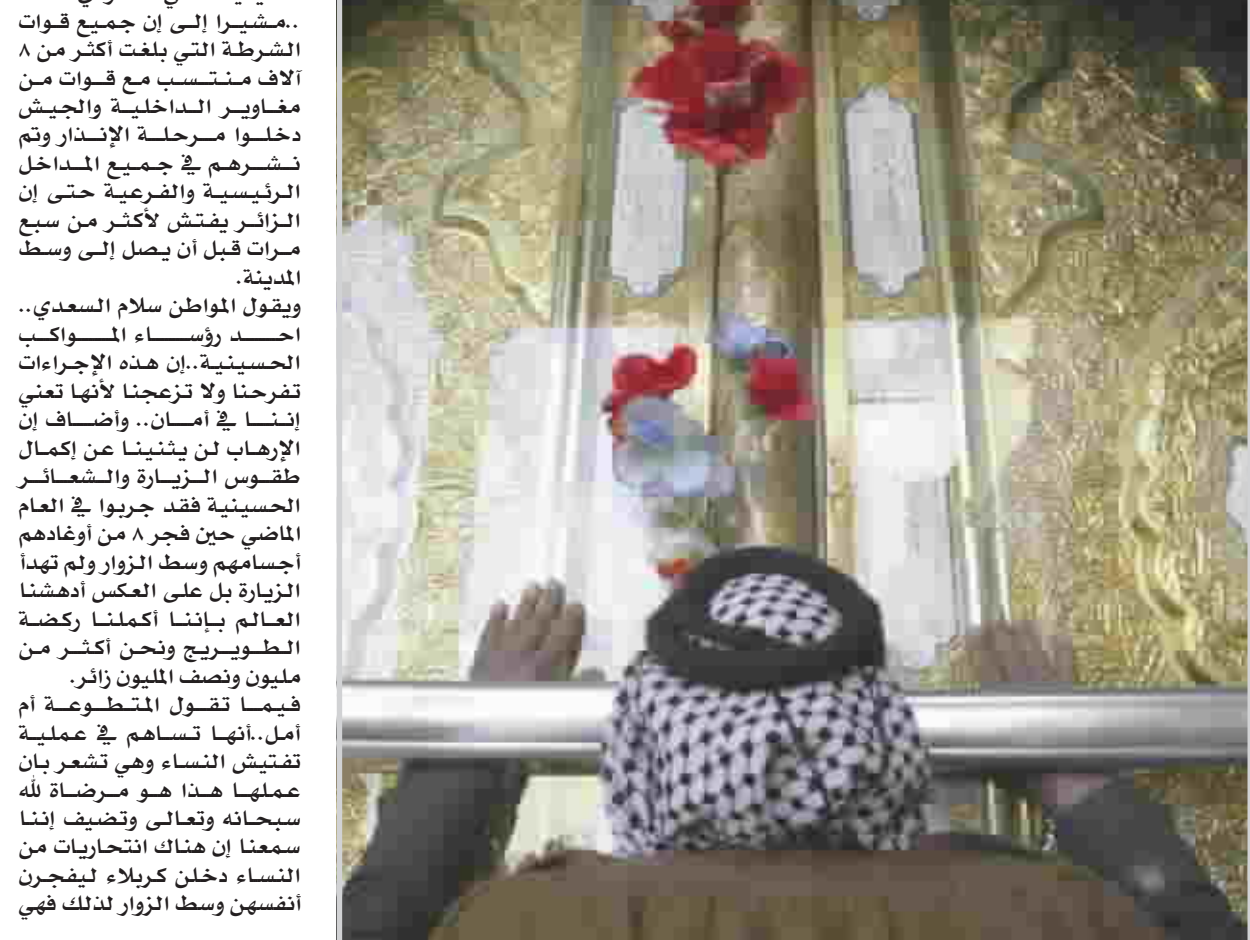 ..مشيرا إلى إن جميع قوات
الشرطة التي بلغت أكثر من ٨
آلاف منتسب مع قوات من
مغاوير الداخلية والجيش
دخلوا مرحلة الإنذار وتم
نشرهم في جميع المداخل
الرئيسية والفرعية حتى إن
الزائر يفتش لأكثر من سبع
مرات قبل أن يصل إلى وسط
المدينة.
ويقول المواطن سلام السعدي..
احد رؤساء المواكب
الحسينية..إن هذه الإجراءات
تفرحنا ولا تزعجنا لأنها تعني
إننا في أمان.. وأضاف إن
الإرهاب لن يثنينا عن إكمال
طقوس الزيارة والشعائر
الحسينية فقد جربوا في العام
الماضي حين فجر ٨ من أوغادهم
أجسامهم وسط الزوار ولم تهدأ
الزيارة بل على العكس أدهشنا
العالم بإننا أكملنا ركضة
الطويريج ونحن أكثر من
مليون ونصف المليون زائر.
فيما تقول المتطوعة أم
أمل..أنها تساهم في عملية
تفتيش النساء وهي تشعر بان
عملها هذا هو مرضاة لله
سبحانه وتعالى وتضيف إننا
سمعنا إن هناك انتحاريات من
النساء دخلن كربلاء ليفجرن
أنفسهن وسط الزوار لذلك فهي